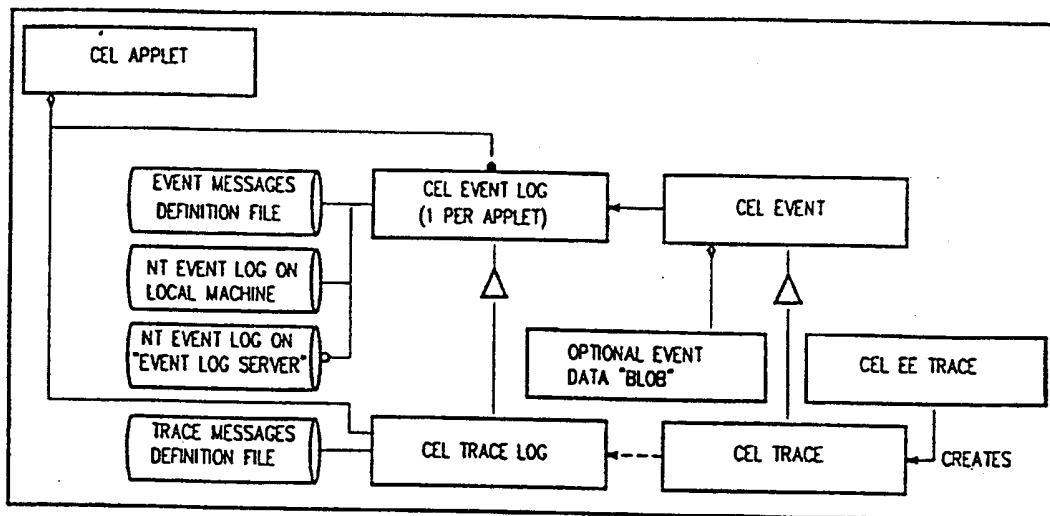 CEL APPLET
EVENT MESSAGES
DEFINITION FILE
CEL EVENT LOG
(1 PER APPLET)
CEL EVENT
NT EVENT LOG ON
LOCAL MACHINE
NT EVENT LOG ON
"EVENT LOG SERVER"
OPTIONAL EVENT
DATA "BLOB"
CEL EE TRACE
TRACE MESSAGES
DEFINITION FILE
CEL TRACE LOG
CEL TRACE
CREATES